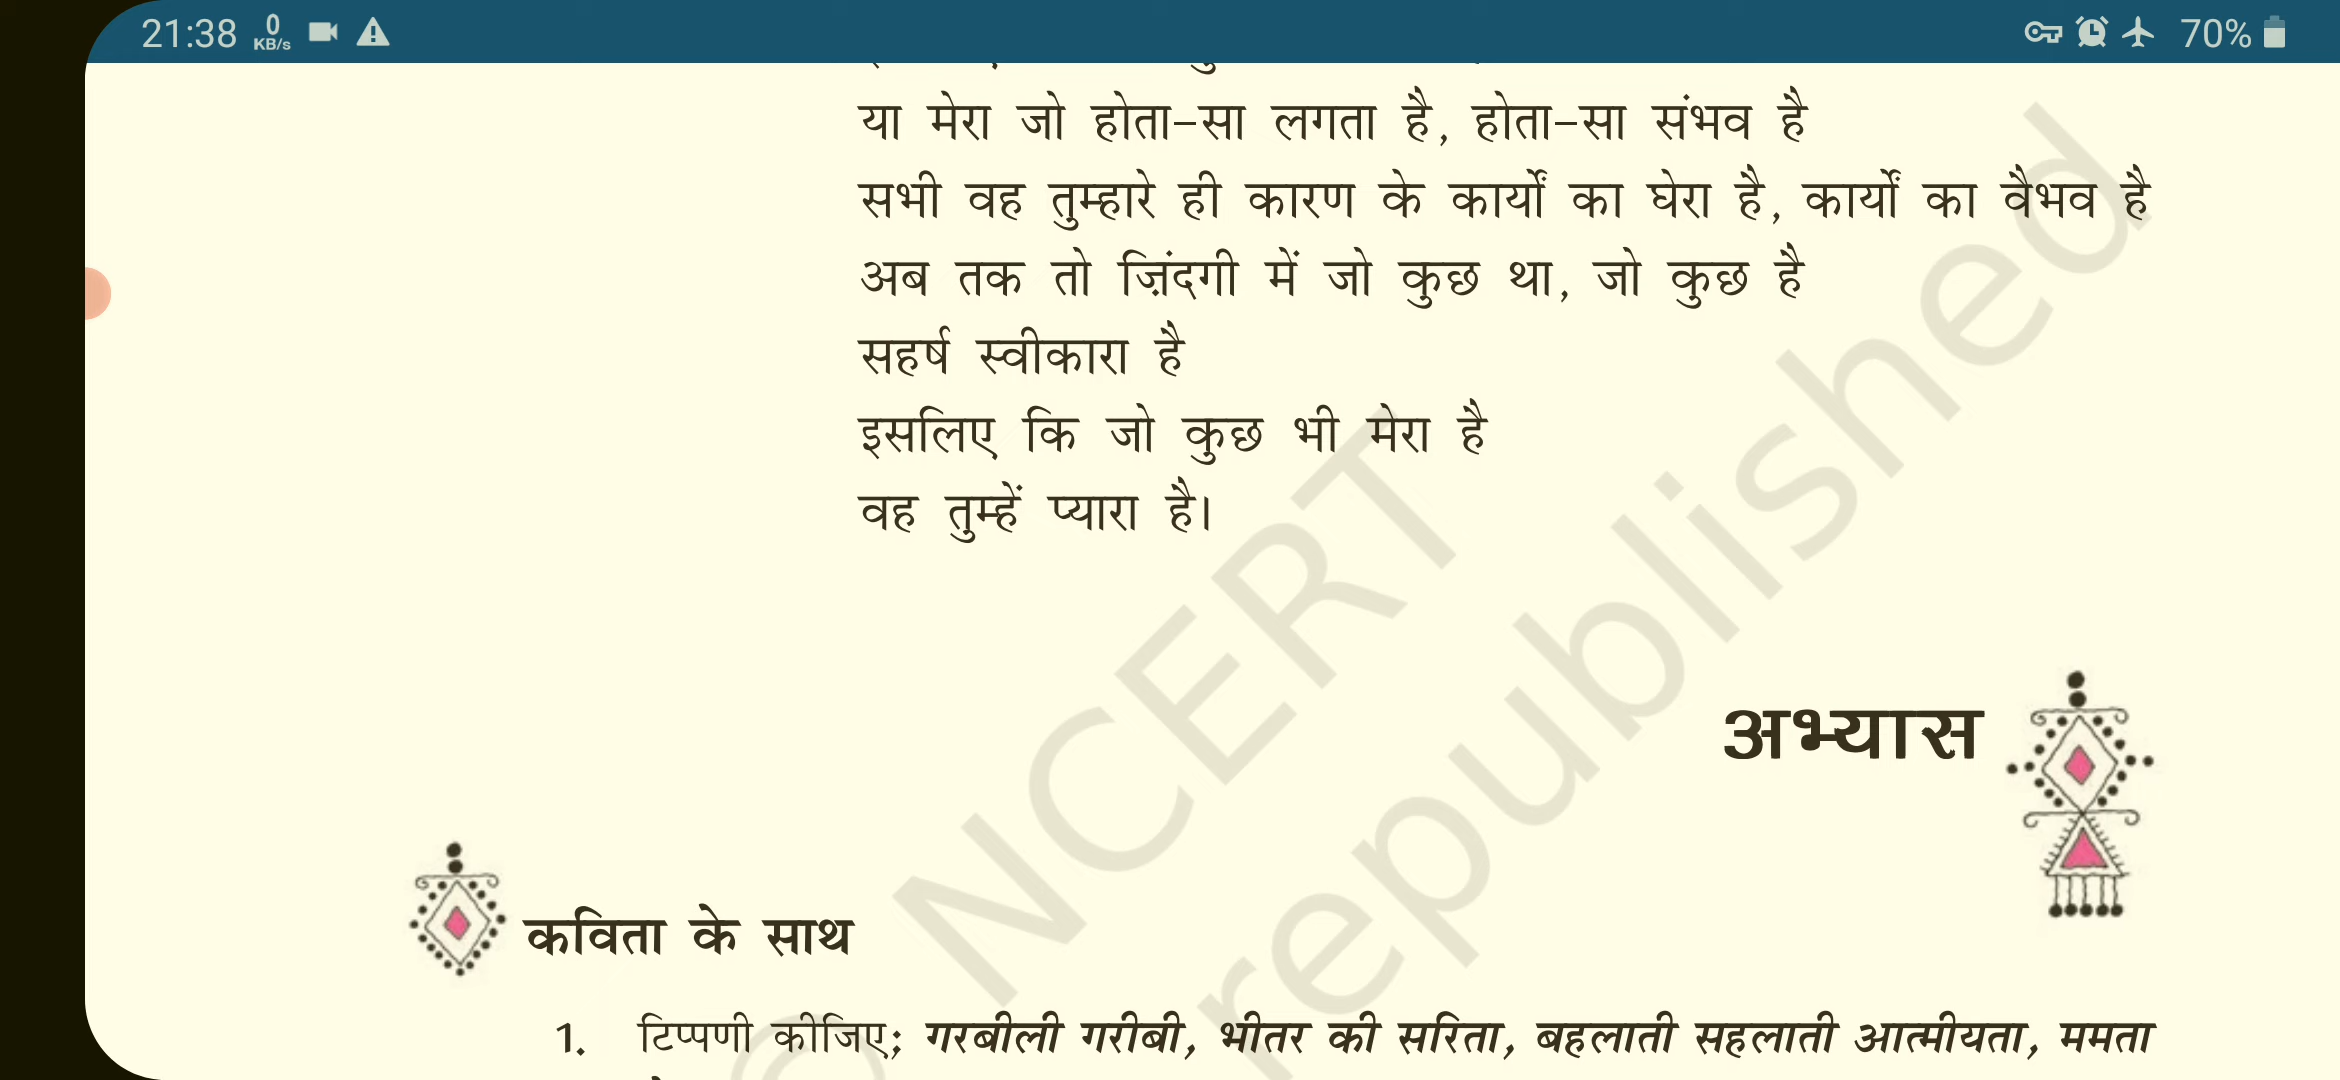 21:38 0 KB/s 70%
या मेरा जो होता-सा लगता है, होता-सा संभव है
सभी वह तुम्हारे ही कारण के कार्यों का घेरा है, कार्यों का वैभव है
अब तक तो ज़िंदगी में जो कुछ था, जो कुछ है
सहर्ष स्वीकारा है
इसलिए कि जो कुछ भी मेरा है
वह तुम्हें प्यारा है।
अभ्यास
कविता के साथ
1. टिप्पणी कीजिए; गरबीली गरीबी, भीतर की सरिता, बहलाती सहलाती आत्मीयता, ममता
© NCERT
republished